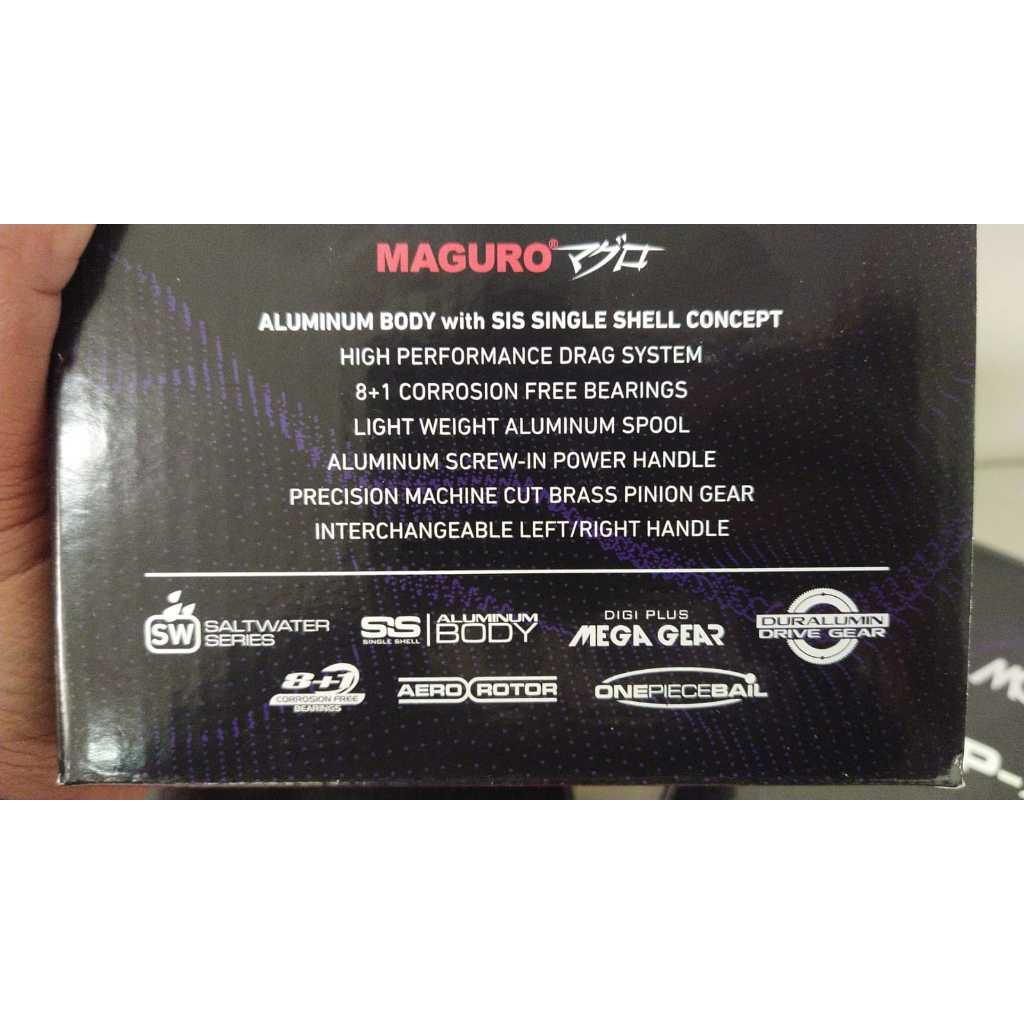 MAGURO® マグロ
ALUMINUM BODY with SIS SINGLE SHELL CONCEPT
HIGH PERFORMANCE DRAG SYSTEM
8+1 CORROSION FREE BEARINGS
LIGHT WEIGHT ALUMINUM SPOOL
ALUMINUM SCREW-IN POWER HANDLE
PRECISION MACHINE CUT BRASS PINION GEAR
INTERCHANGEABLE LEFT/RIGHT HANDLE
SW SALTWATER SERIES
SiS SINGLE SHELL ALUMINUM BODY
DIGI PLUS MEGA GEAR
DURALUMIN DRIVE GEAR
8+1 CORROSION FREE BEARINGS
AERO ROTOR
ONEPIECEBAIL